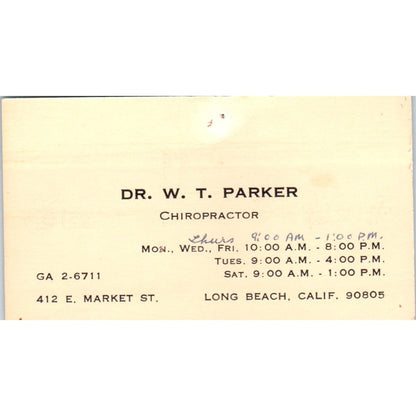 DR. W. T. PARKER
CHIROPRACTOR
Thurs 9:00 AM - 1:00 P.M.
MON., WED., FRI. 10:00 A.M. - 8:00 P.M.
TUES. 9:00 A.M. - 4:00 P.M.
GA 2-6711 SAT. 9:00 A.M. - 1:00 P.M.
412 E. MARKET ST. LONG BEACH, CALIF. 90805